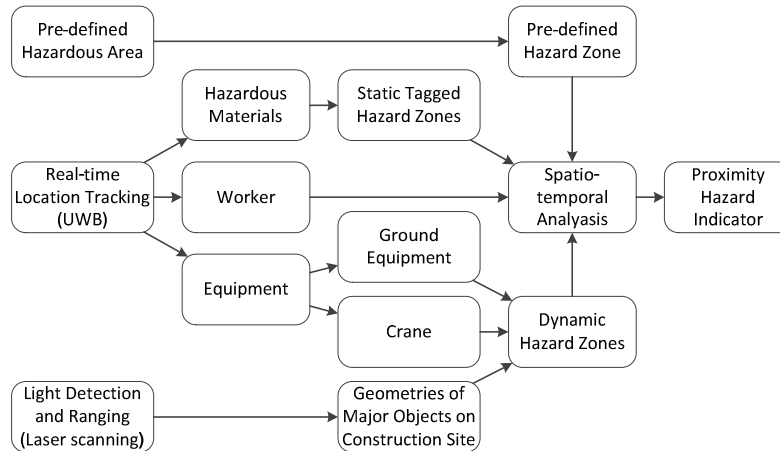 Pre-defined
Hazardous Area
Pre-defined
Hazard Zone
Hazardous
Materials
Static Tagged
Hazard Zones
Real-time
Location Tracking
(UWB)
Worker
Spatio-
temporal
Analyasis
Proximity
Hazard
Indicator
Ground
Equipment
Equipment
Crane
Dynamic
Hazard Zones
Light Detection
and Ranging
(Laser scanning)
Geometries of
Major Objects on
Construction Site